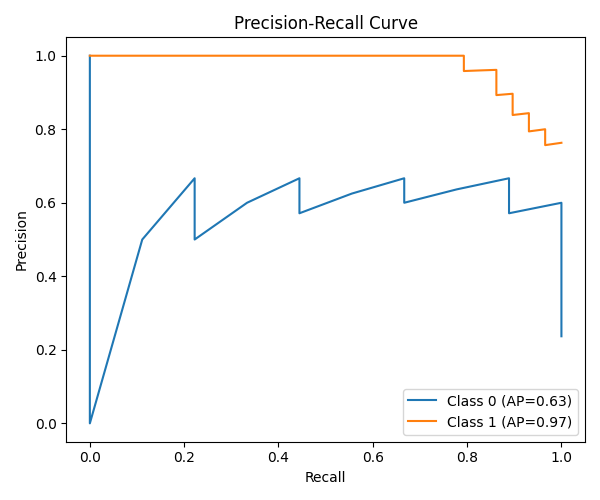 Precision-Recall Curve
1.0
0.8
0.6
0.4
0.2
0.0
Precision
0.0 0.2 0.4 0.6 0.8 1.0
Recall
Class 0 (AP=0.63)
Class 1 (AP=0.97)